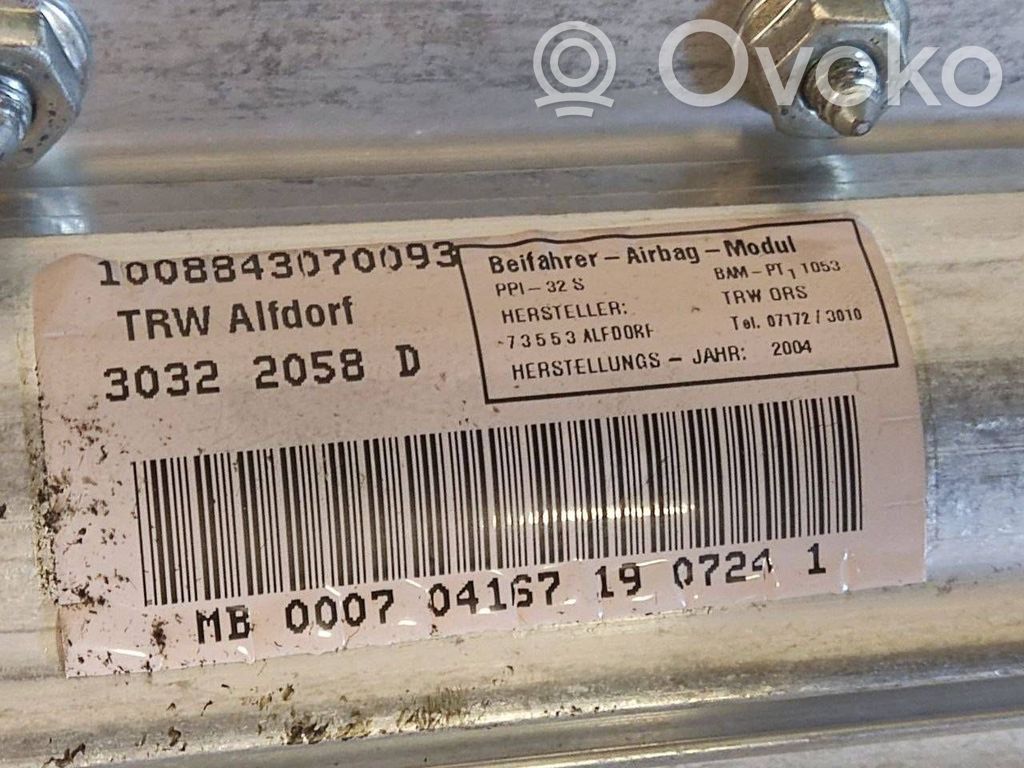 Ovoko
1008843070093
TRW Alfdorf
3032 2058 D
Beifahrer – Airbag – Modul
PPI – 32 S BAM – PT 1 1053
HERSTELLER: TRW ORS
73553 ALFDORF Tel. 07172 / 3010
HERSTELLUNGS – JAHR: 2004
MB 0007 04167 19 0724 1